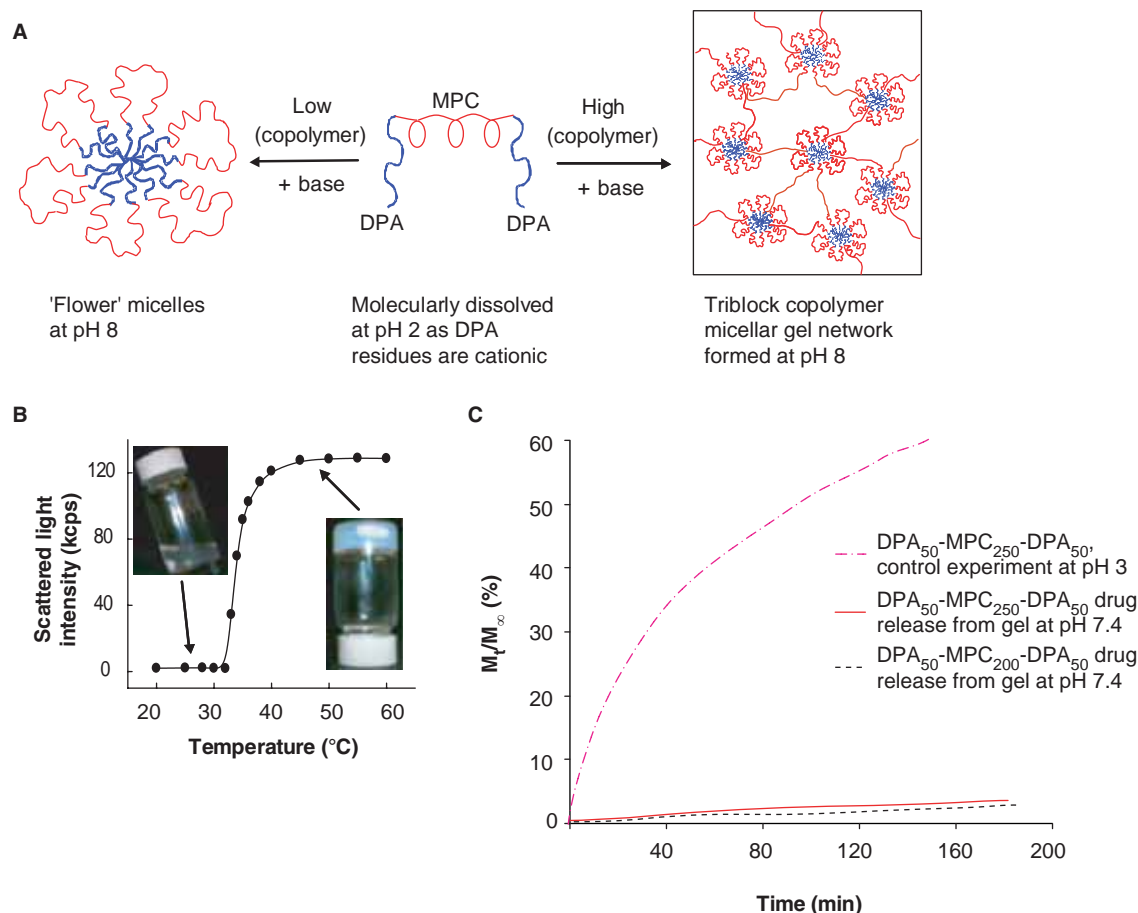 A
Low
(copolymer)
+ base
MPC
DPA
DPA
High
(copolymer)
+ base
'Flower' micelles
at pH 8
Molecularly dissolved
at pH 2 as DPA
residues are cationic
Triblock copolymer
micellar gel network
formed at pH 8
B
Scattered light
intensity (kcps)
120
80
40
0
20 30 40 50 60
Temperature (°C)
C
M_t/M_∞ (%)
60
50
40
30
20
10
0
40 80 120 160 200
Time (min)
DPA₅₀-MPC₂₅₀-DPA₅₀,
control experiment at pH 3
DPA₅₀-MPC₂₅₀-DPA₅₀ drug
release from gel at pH 7.4
DPA₅₀-MPC₂₀₀-DPA₅₀ drug
release from gel at pH 7.4